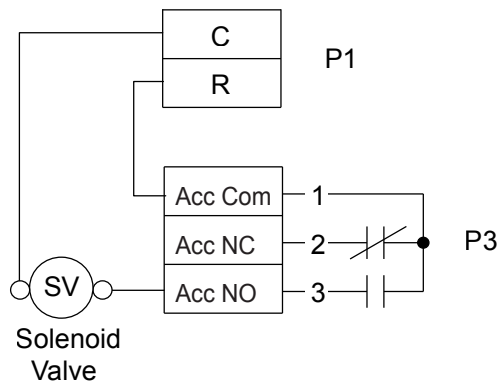 C
P1
R
Acc Com
1
Acc NC
2
P3
SV
Acc NO
3
Solenoid
Valve